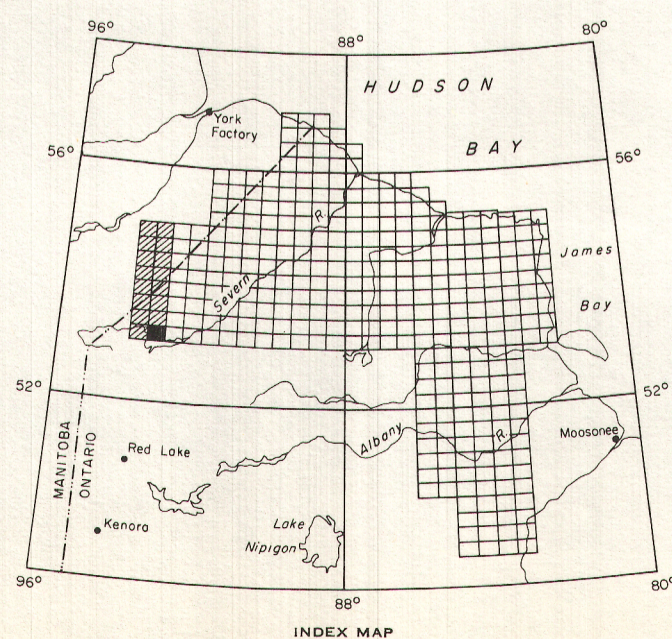 96°
88°
80°
HUDSON
BAY
York
Factory
56°
56°
R.
Severn
James
Bay
52°
52°
MANITOBA
ONTARIO
Red Lake
Kenora
Albany
R.
Moosonee
Lake
Nipigon
96°
88°
80°
INDEX MAP